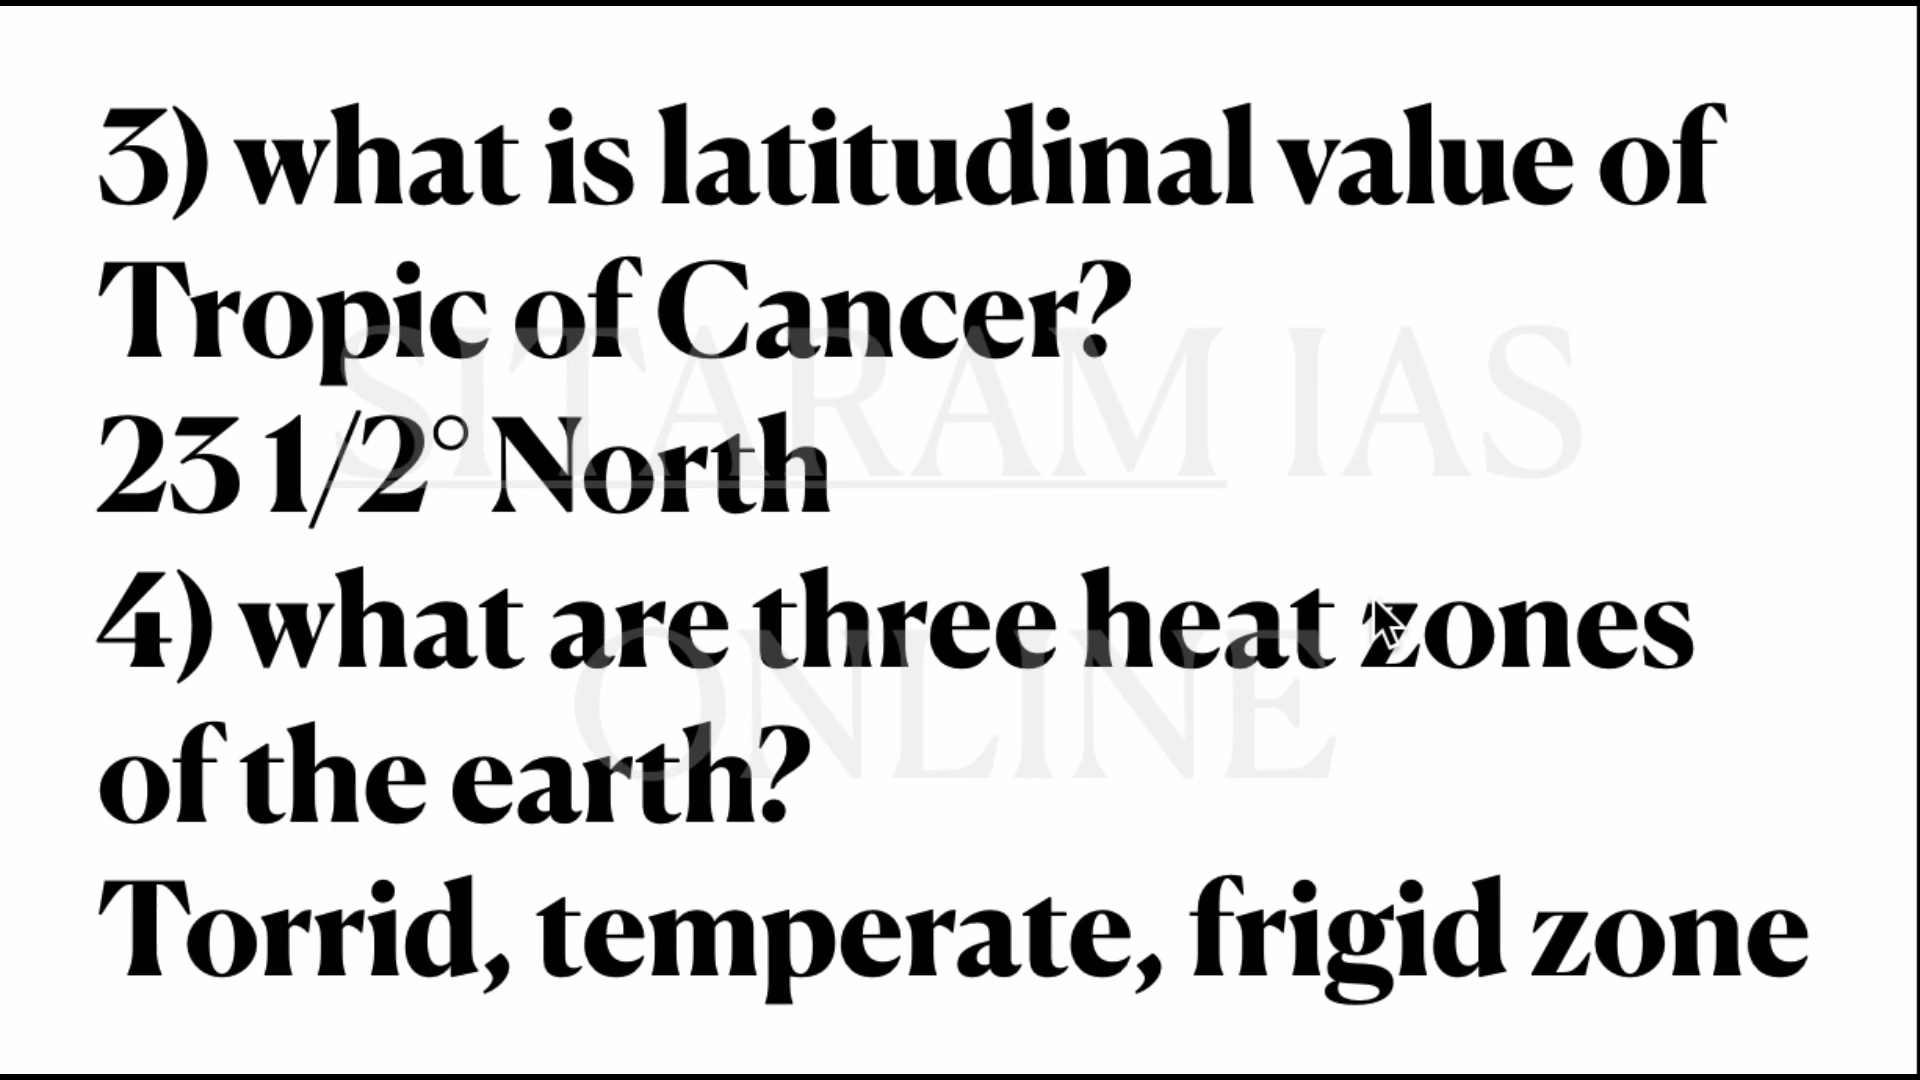 3) what is latitudinal value of
Tropic of Cancer?
SITARAM IAS
23 1/2° North
4) what are three heat zones
ONLINE
of the earth?
Torrid, temperate, frigid zone